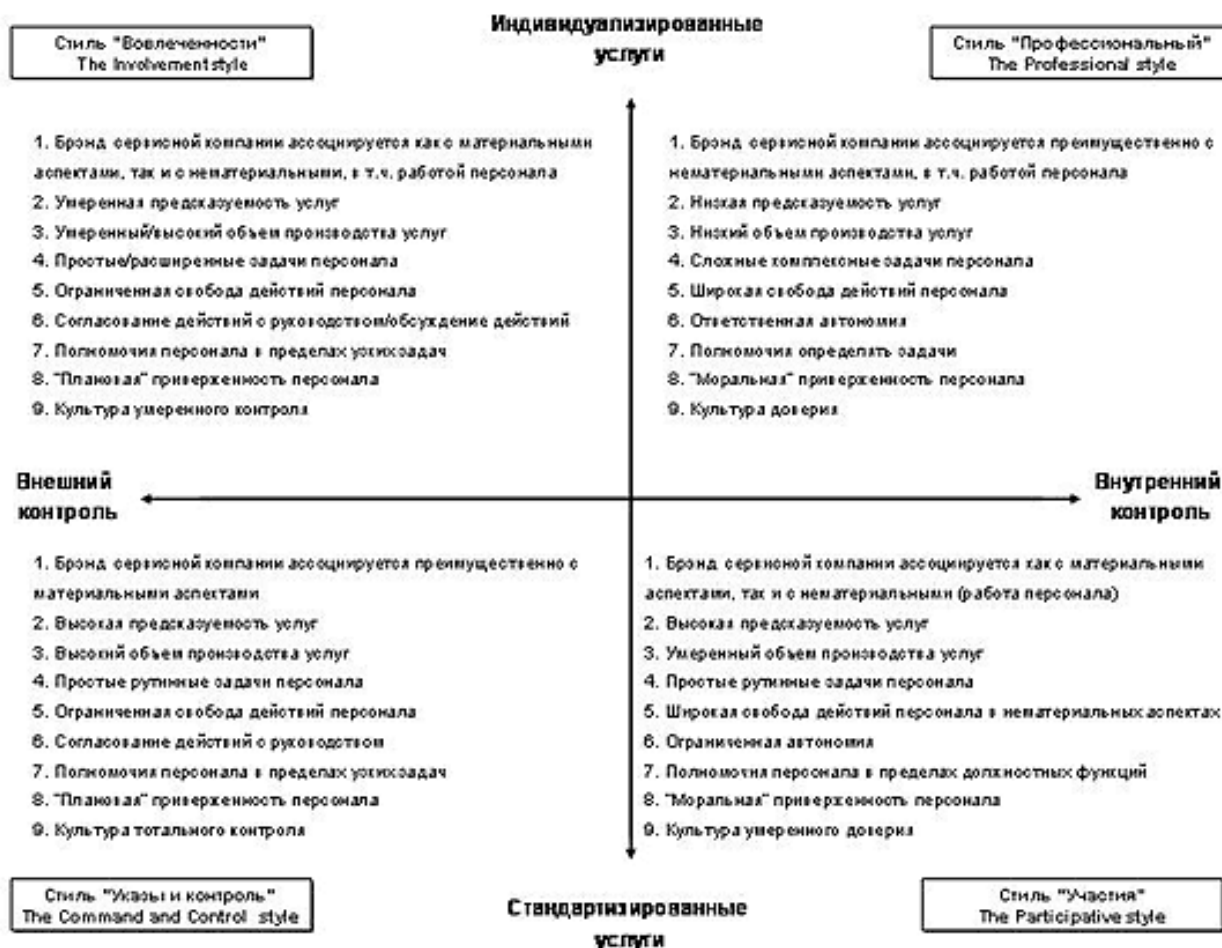 Индивидуализированные
услуги
Стиль "Вовлеченности"
The Involvement style
Стиль "Профессиональный"
The Professional style
1. Брэнд сервисной компании ассоциируется как с материальными
аспектами, так и с нематериальными, в т.ч. работой персонала
2. Умеренная предсказуемость услуг
3. Умеренный/высокий объем производства услуг
4. Простые/расширенные задачи персонала
5. Ограниченная свобода действий персонала
6. Согласование действий с руководством/обсуждение действий
7. Полномочия персонала в пределах узких задач
8. "Плановая" приверженность персонала
9. Культура умеренного контроля
1. Брэнд сервисной компании ассоциируется преимущественно с
нематериальными аспектами, в т.ч. работой персонала
2. Низкая предсказуемость услуг
3. Низкий объем производства услуг
4. Сложные комплексные задачи персонала
5. Широкая свобода действий персонала
6. Ответственная автономия
7. Полномочия определять задачи
8. "Моральная" приверженность персонала
9. Культура доверия
Внешний
контроль
Внутренний
контроль
1. Брэнд сервисной компании ассоциируется преимущественно с
материальными аспектами
2. Высокая предсказуемость услуг
3. Высокий объем производства услуг
4. Простые рутинные задачи персонала
5. Ограниченная свобода действий персонала
6. Согласование действий с руководством
7. Полномочия персонала в пределах узких задач
8. "Плановая" приверженность персонала
9. Культура тотального контроля
1. Брэнд сервисной компании ассоциируется как с материальными
аспектами, так и с нематериальными (работа персонала)
2. Высокая предсказуемость услуг
3. Умеренный объем производства услуг
4. Простые рутинные задачи персонала
5. Широкая свобода действий персонала в нематериальных аспектах
6. Ограниченная автономия
7. Полномочия персонала в пределах должностных функций
8. "Моральная" приверженность персонала
9. Культура умеренного доверия
Стиль "Указы и контроль"
The Command and Control style
Стандартизированные
услуги
Стиль "Участия"
The Participative style